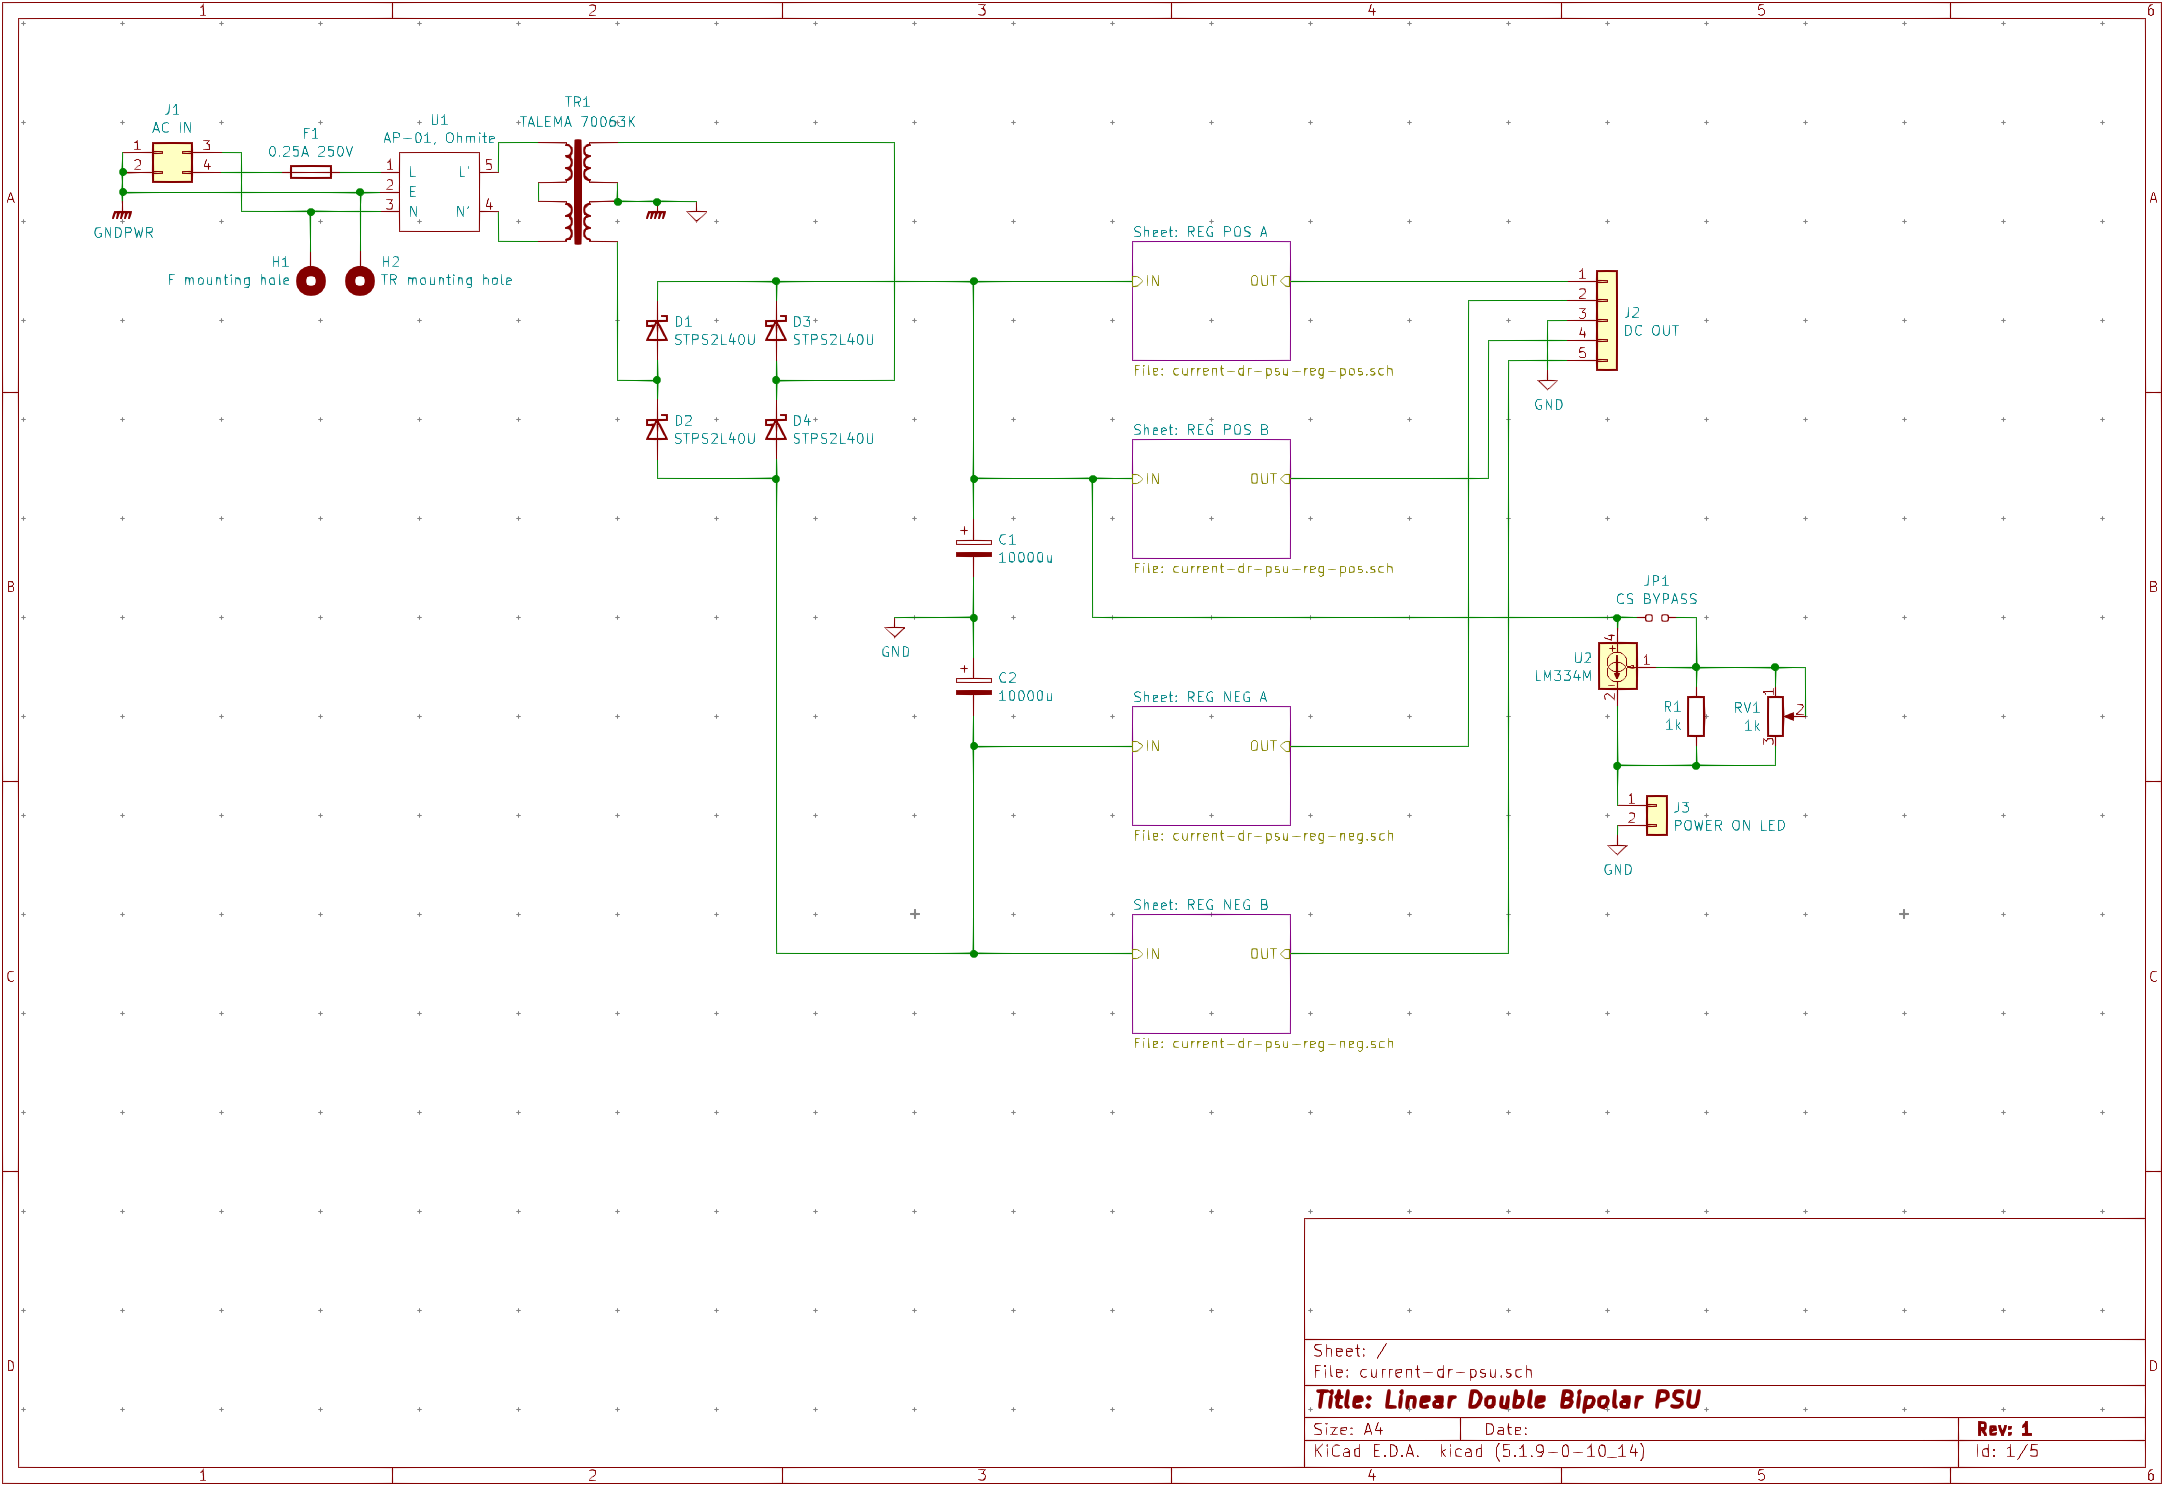 1 2 3 4 5 6
A A
B B
C C
D D
J1
AC IN
1 3
2 4
GNDPWR
F1
0.25A 250V
U1
AP-01, Ohmite
1 L L' 5
2 E
3 N N' 4
H1
F mounting hole
H2
TR mounting hole
TR1
TALEMA 70063K
D1
STPS2L40U
D3
STPS2L40U
D2
STPS2L40U
D4
STPS2L40U
+
C1
10000u
GND
+
C2
10000u
Sheet: REG POS A
IN OUT
File: current-dr-psu-reg-pos.sch
Sheet: REG POS B
IN OUT
File: current-dr-psu-reg-pos.sch
Sheet: REG NEG A
IN OUT
File: current-dr-psu-reg-neg.sch
Sheet: REG NEG B
IN OUT
File: current-dr-psu-reg-neg.sch
1
2
3
4
5
J2
DC OUT
GND
JP1
CS BYPASS
U2
LM334M
4
1
2
R1
1k
RV1
1k
1
2
3
1
2
J3
POWER ON LED
GND
Sheet: /
File: current-dr-psu.sch
Title: Linear Double Bipolar PSU
Size: A4 Date: Rev: 1
KiCad E.D.A. kicad (5.1.9-0-10_14) Id: 1/5
1 2 3 4 5 6